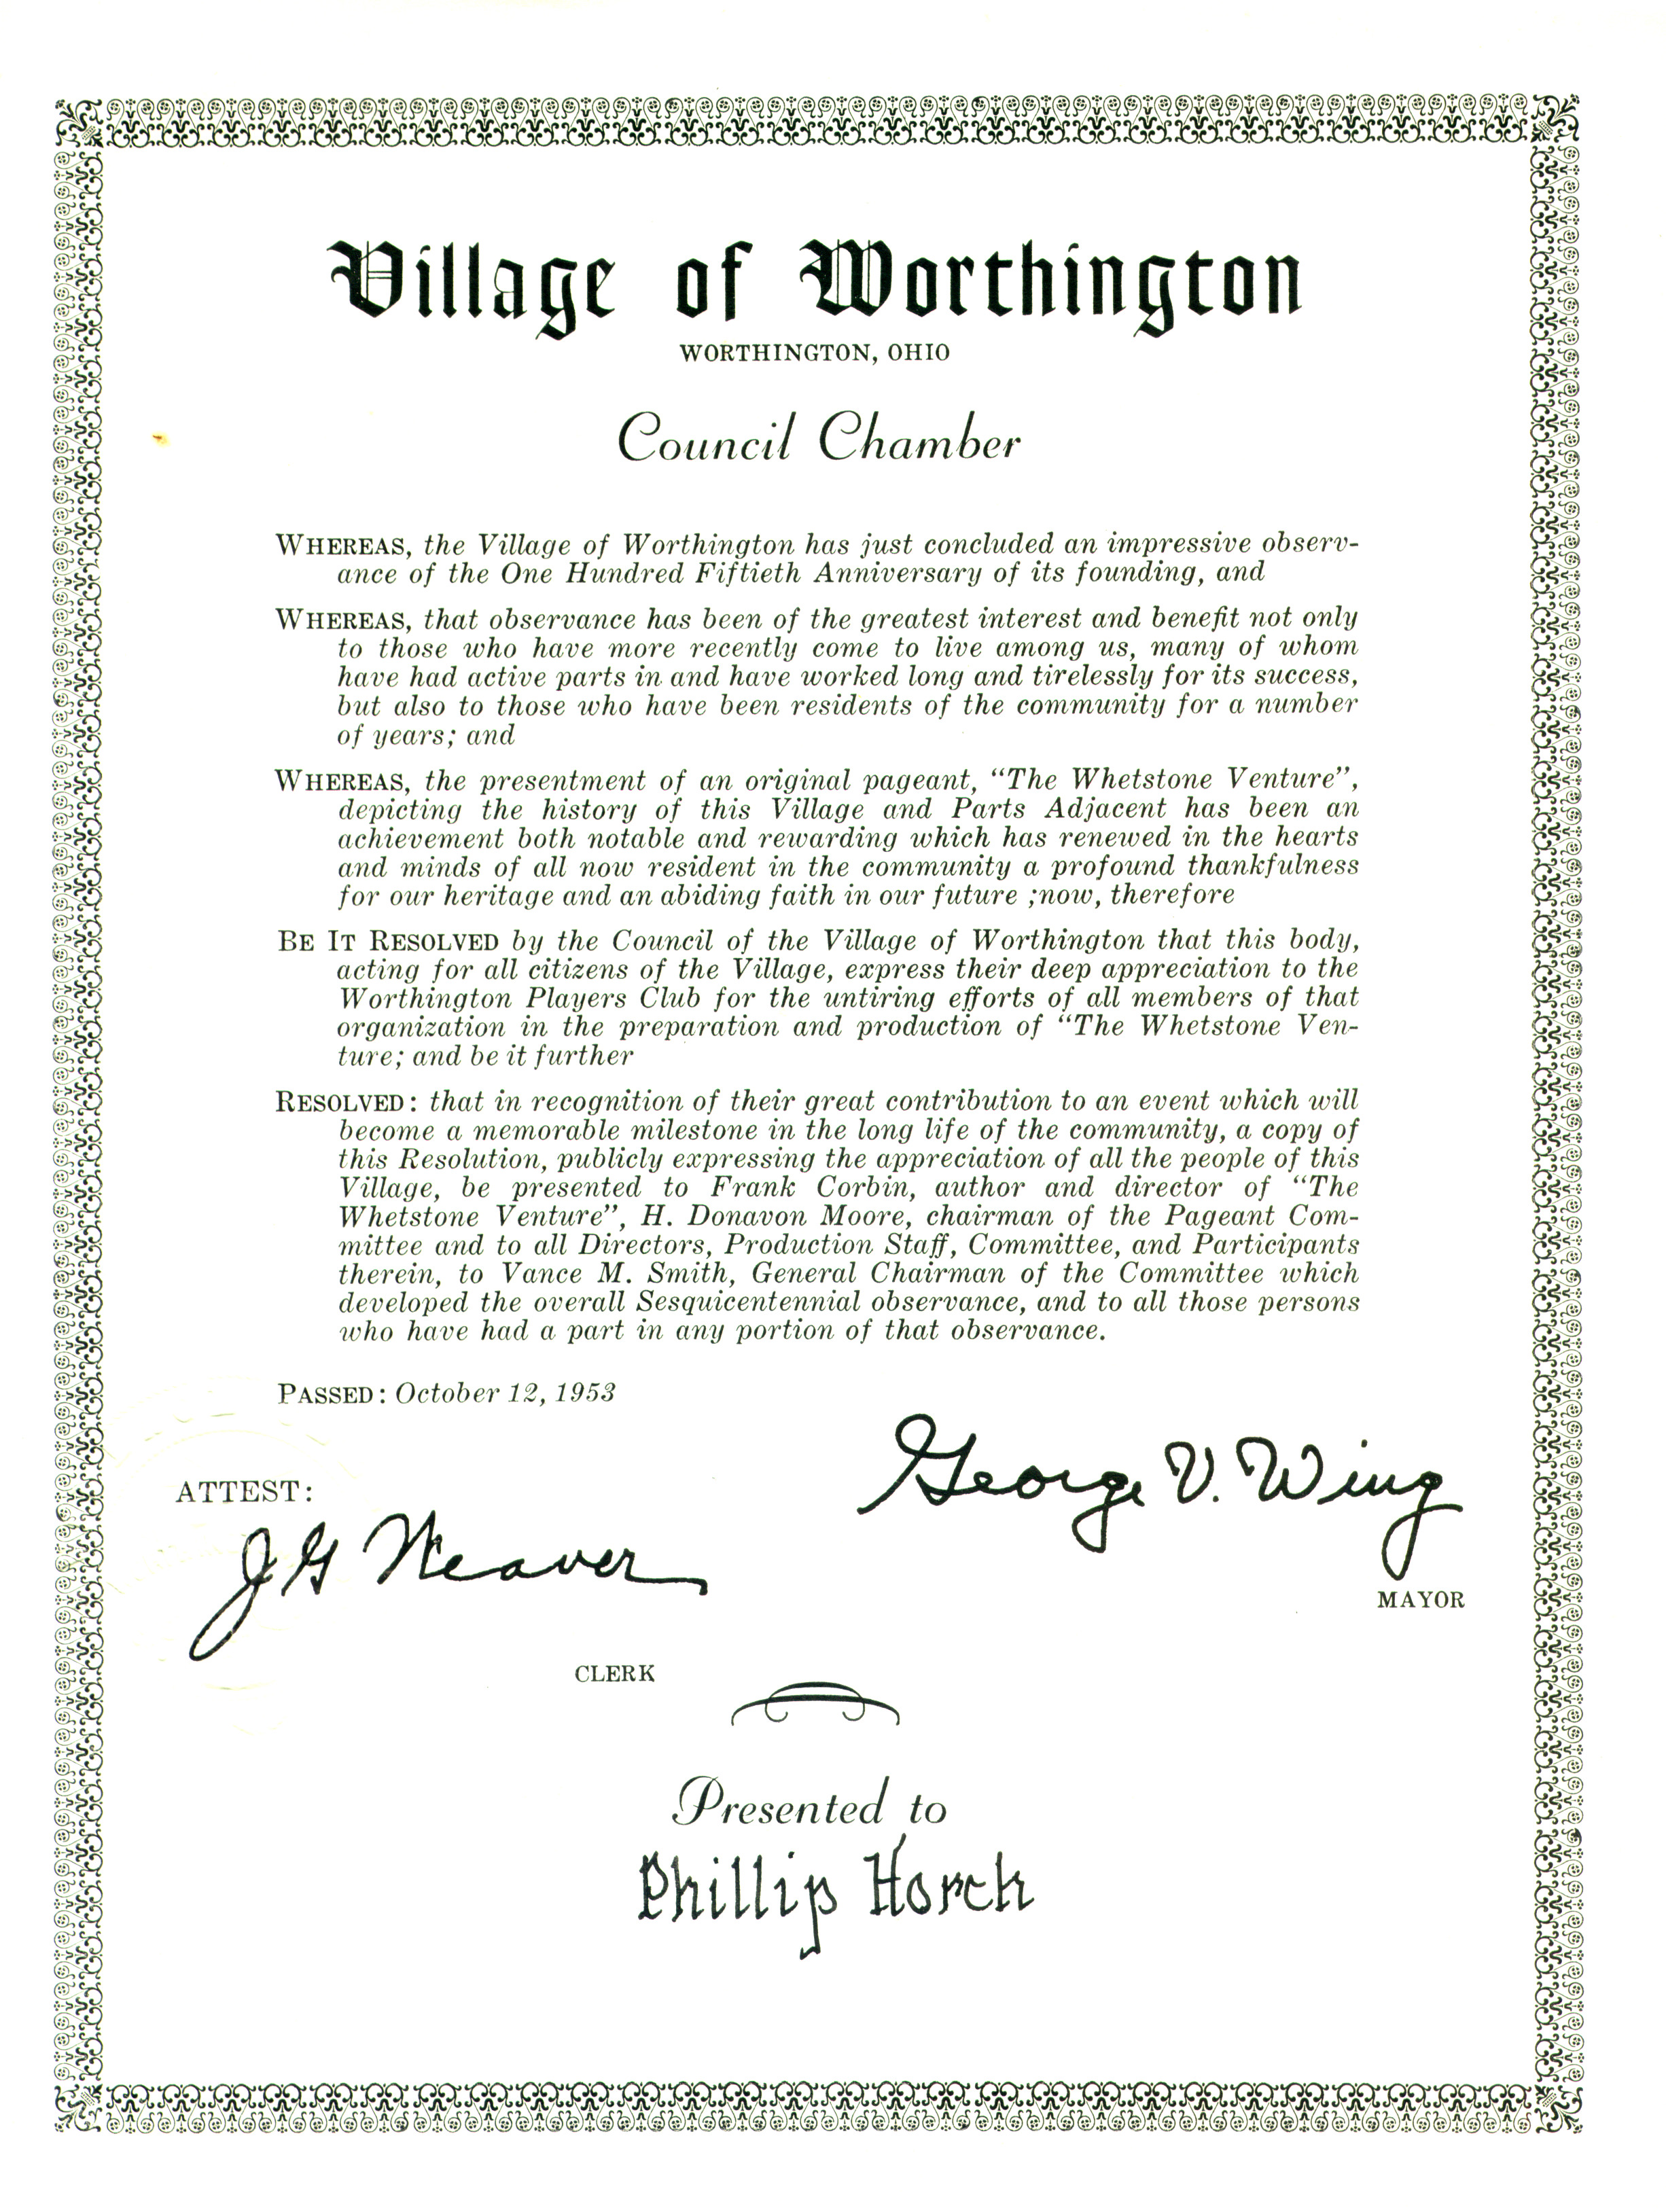 Village of Worthington
WORTHINGTON, OHIO
Council Chamber
WHEREAS, the Village of Worthington has just concluded an impressive observ-
ance of the One Hundred Fiftieth Anniversary of its founding, and
WHEREAS, that observance has been of the greatest interest and benefit not only
to those who have more recently come to live among us, many of whom
have had active parts in and have worked long and tirelessly for its success,
but also to those who have been residents of the community for a number
of years; and
WHEREAS, the presentment of an original pageant, “The Whetstone Venture”,
depicting the history of this Village and Parts Adjacent has been an
achievement both notable and rewarding which has renewed in the hearts
and minds of all now resident in the community a profound thankfulness
for our heritage and an abiding faith in our future ;now, therefore
BE IT RESOLVED by the Council of the Village of Worthington that this body,
acting for all citizens of the Village, express their deep appreciation to the
Worthington Players Club for the untiring efforts of all members of that
organization in the preparation and production of “The Whetstone Ven-
ture; and be it further
RESOLVED: that in recognition of their great contribution to an event which will
become a memorable milestone in the long life of the community, a copy of
this Resolution, publicly expressing the appreciation of all the people of this
Village, be presented to Frank Corbin, author and director of “The
Whetstone Venture”, H. Donavon Moore, chairman of the Pageant Com-
mittee and to all Directors, Production Staff, Committee, and Participants
therein, to Vance M. Smith, General Chairman of the Committee which
developed the overall Sesquicentennial observance, and to all those persons
who have had a part in any portion of that observance.
PASSED: October 12, 1953
George V. Wing
MAYOR
ATTEST:
J G Weaver
CLERK
Presented to
Phillip Horch